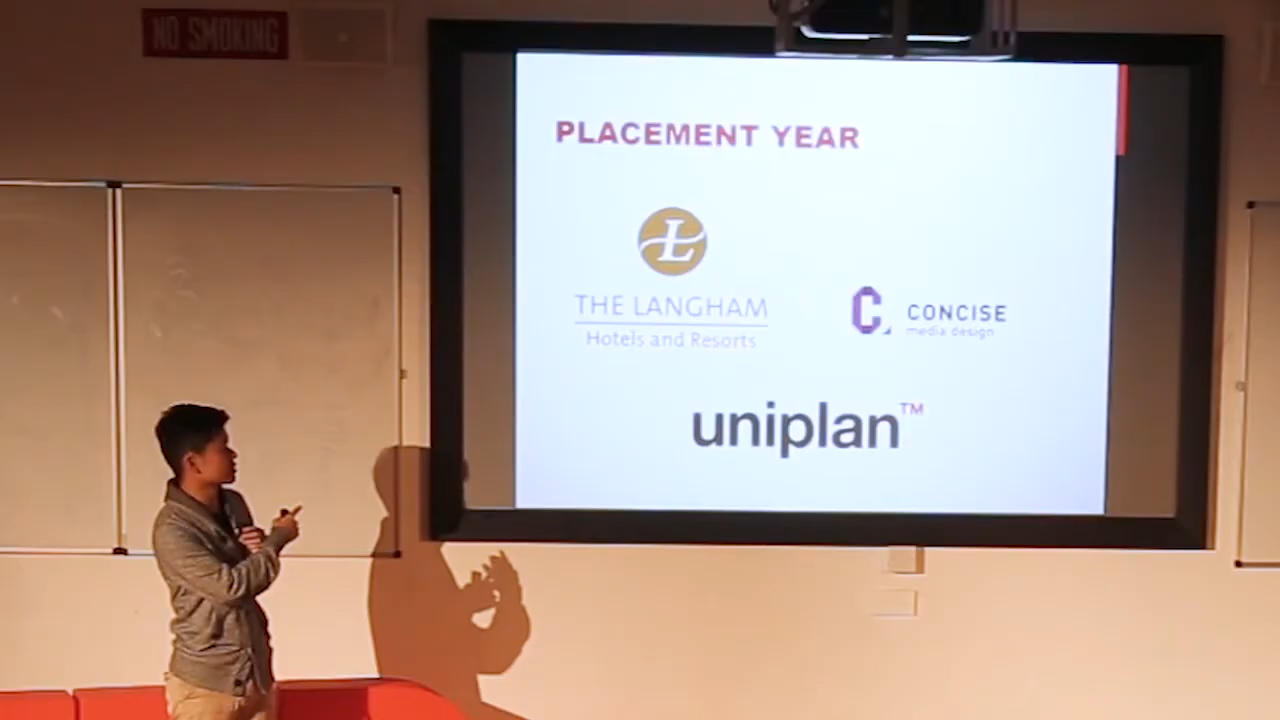 NO SMOKING
PLACEMENT YEAR
L
THE LANGHAM
Hotels and Resorts
C
CONCISE
media design
uniplan™